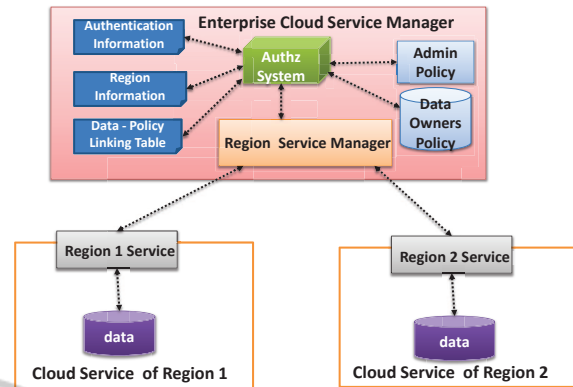 Enterprise Cloud Service Manager
Authentication
Information
Region
Information
Data - Policy
Linking Table
Authz
System
Admin
Policy
Data
Owners
Policy
Region Service Manager
Region 1 Service
data
Cloud Service of Region 1
Region 2 Service
data
Cloud Service of Region 2